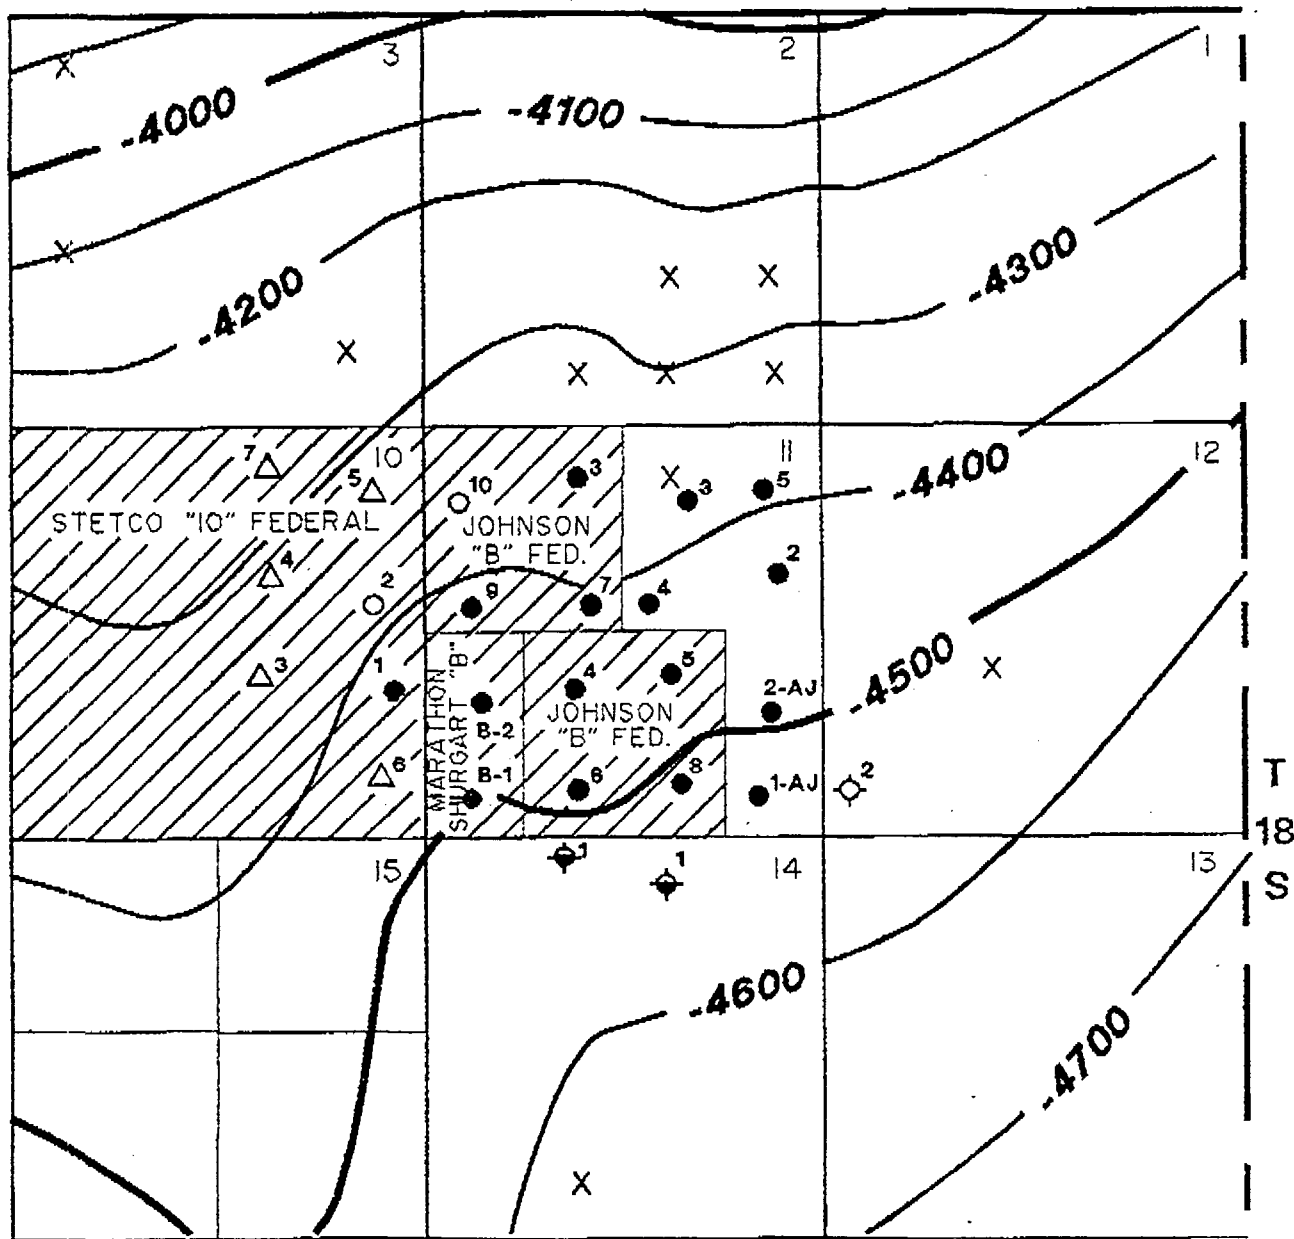 3
2
1
-4000
-4100
-4200
-4300
X
X
X
X
X
X
X
X
10
11
12
7
5
10
3
X
3
5
-4400
STETCO "10" FEDERAL
JOHNSON
"B" FED.
4
2
9
7
4
2
3
1
MARATHON
SHURGART "B"
B-2
B-1
4
5
JOHNSON
"B" FED.
2-AJ
-4500
X
6
6
8
1-AJ
2
T
18
S
15
1
1
14
13
-4600
-4700
X